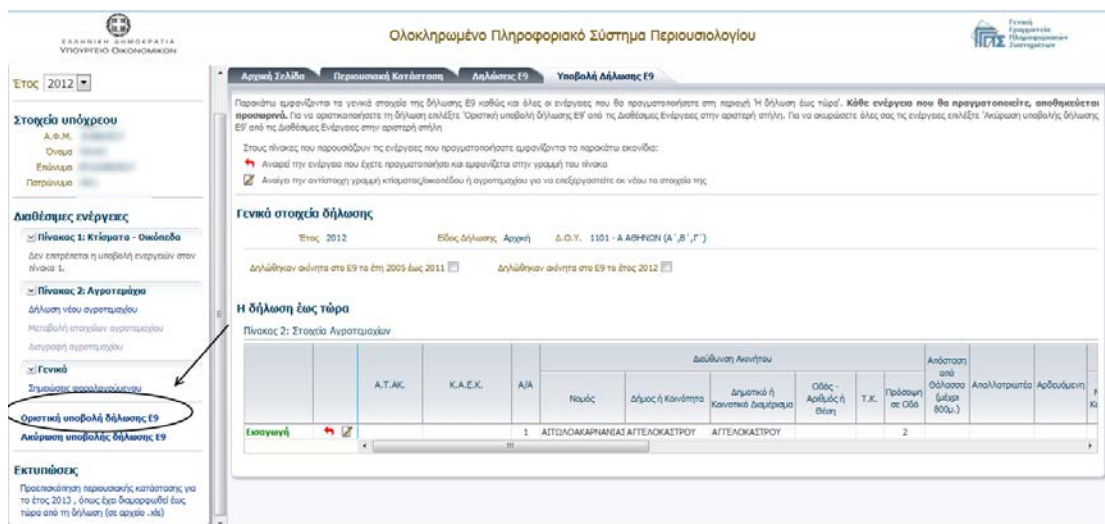 ΕΛΛΗΝΙΚΗ ΔΗΜΟΚΡΑΤΙΑ
ΥΠΟΥΡΓΕΙΟ ΟΙΚΟΝΟΜΙΚΩΝ
Ολοκληρωμένο Πληροφοριακό Σύστημα Περιουσιολογίου
Γενική
Γραμματεία
Πληροφοριακών
Συστημάτων
Έτος 2012
Στοιχεία υπόχρεου
Α.Φ.Μ.
Όνομα
Επώνυμο
Πατρώνυμο
Διαθέσιμες ενέργειες
Πίνακας 1: Κτίσματα - Οικόπεδα
Δεν επιτρέπεται η υποβολή ενεργειών στον
πίνακα 1.
Πίνακας 2: Αγροτεμάχια
Δήλωση νέου αγροτεμαχίου
Μεταβολή στοιχείων αγροτεμαχίου
Διαγραφή αγροτεμαχίου
Γενικά
Σημειώσεις φορολογούμενου
Οριστική υποβολή δήλωσης Ε9
Ακύρωση υποβολής δήλωσης Ε9
Εκτυπώσεις
Προεπισκόπηση περιουσιακής κατάστασης για
το έτος 2013 , όπως έχει διαμορφωθεί έως
τώρα από τη δήλωση (σε αρχείο .xls)
Αρχική Σελίδα Περιουσιακή Κατάσταση Δηλώσεις Ε9 Υποβολή Δήλωσης Ε9
Παρακάτω εμφανίζονται τα γενικά στοιχεία της δήλωσης Ε9 καθώς και όλες οι ενέργειες που θα πραγματοποιήσετε στη περιοχή 'Η δήλωση έως τώρα'. Κάθε ενέργεια που θα πραγματοποιείτε, αποθηκεύεται
προσωρινά. Για να οριστικοποιήσετε τη δήλωση επιλέξτε 'Οριστική υποβολή δήλωσης Ε9' από τις Διαθέσιμες Ενέργειες στην αριστερή στήλη. Για να ακυρώσετε όλες σας τις ενέργειες επιλέξτε 'Ακύρωση υποβολής δήλωσης
Ε9' από τις Διαθέσιμες Ενέργειες στην αριστερή στήλη
Στους πίνακες που παρουσιάζουν τις ενέργειες που πραγματοποιήσατε εμφανίζονται τα παρακάτω εικονίδια:
Αναιρεί την ενέργεια που έχετε πραγματοποιήσει και εμφανίζεται στην γραμμή του πίνακα
Ανοίγει την αντίστοιχη γραμμή κτίσματος/οικοπέδου ή αγροτεμαχίου για να επεξεργαστείτε εκ νέου τα στοιχεία της
Γενικά στοιχεία δήλωσης
Έτος 2012 Είδος Δήλωσης Αρχική Δ.Ο.Υ. 1101 - Α ΑΘΗΝΩΝ (Α΄,Β΄,Γ΄)
Δηλώθηκαν ακίνητα στο Ε9 τα έτη 2005 έως 2011 Δηλώθηκαν ακίνητα στο Ε9 το έτος 2012
Η δήλωση έως τώρα
Πίνακας 2: Στοιχεία Αγροτεμαχίων
Α.Τ.ΑΚ. Κ.Α.Ε.Κ. Α/Α
Διεύθυνση Ακινήτου
Νομός Δήμος ή Κοινότητα
Δημοτικό ή
Κοινοτικό Διαμέρισμα
Οδός -
Αριθμός ή
Θέση
Τ.Κ.
Πρόσοψη
σε Οδό
Απόσταση
από
Θάλασσα
(μέχρι
800μ.)
Απαλλοτριωτέο Αρδευόμενη
Εισαγωγή 1 ΑΙΤΩΛΟΑΚΑΡΝΑΝΙΑΣ ΑΓΓΕΛΟΚΑΣΤΡΟΥ ΑΓΓΕΛΟΚΑΣΤΡΟΥ 2